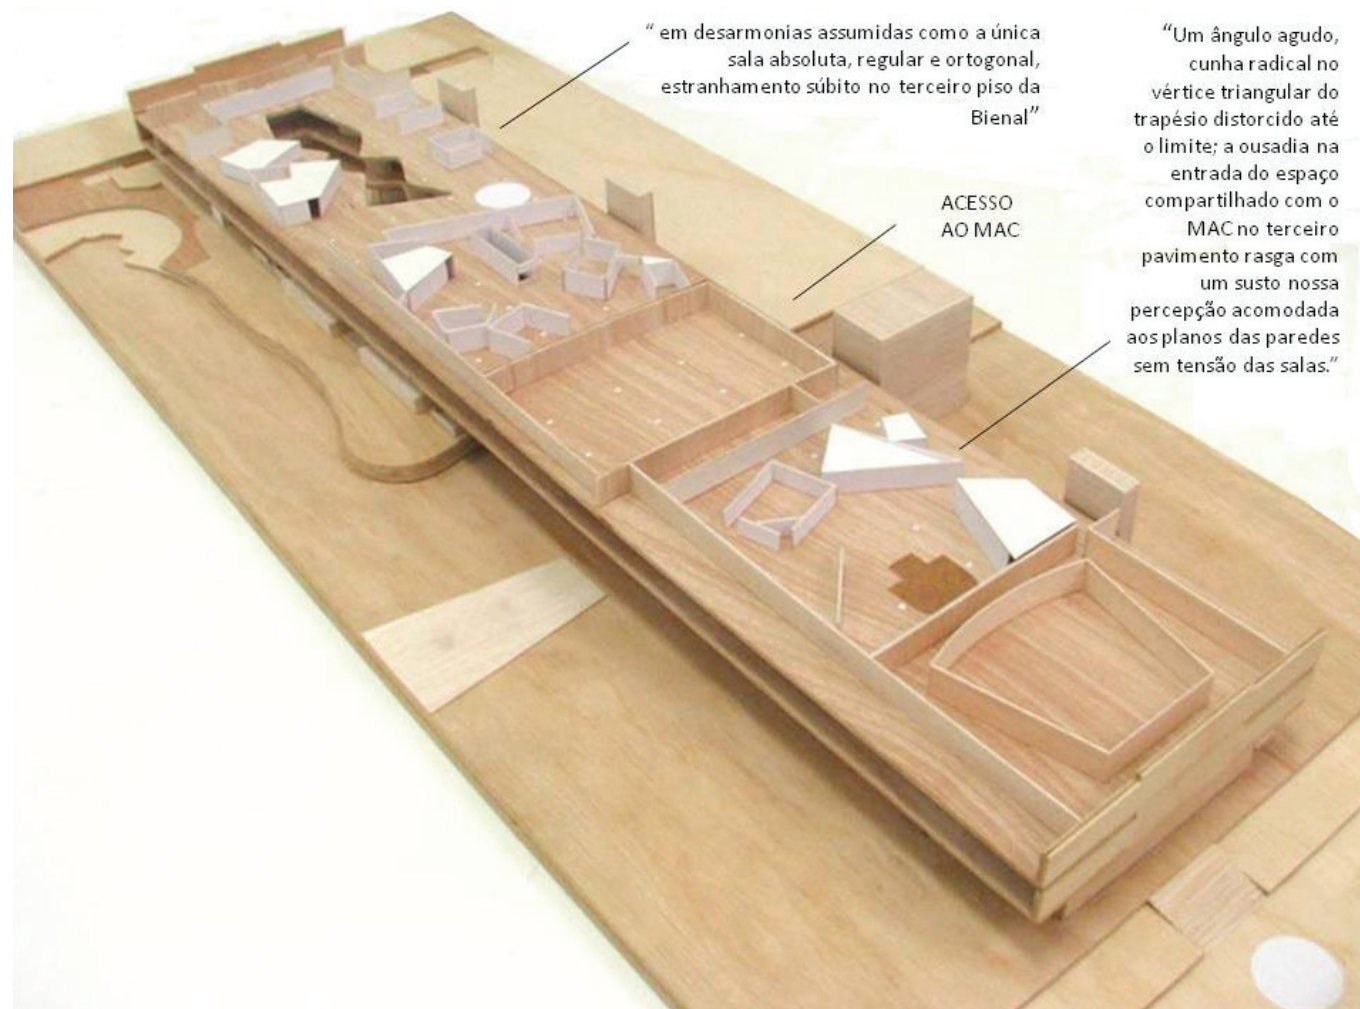 “ em desarmonias assumidas como a única
sala absoluta, regular e ortogonal,
estranhamento súbito no terceiro piso da
Bienal”
ACESSO
AO MAC
“Um ângulo agudo,
cunha radical no
vértice triangular do
trapésio distorcido até
o limite; a ousadia na
entrada do espaço
compartilhado com o
MAC no terceiro
pavimento rasga com
um susto nossa
percepção acomodada
aos planos das paredes
sem tensão das salas.”